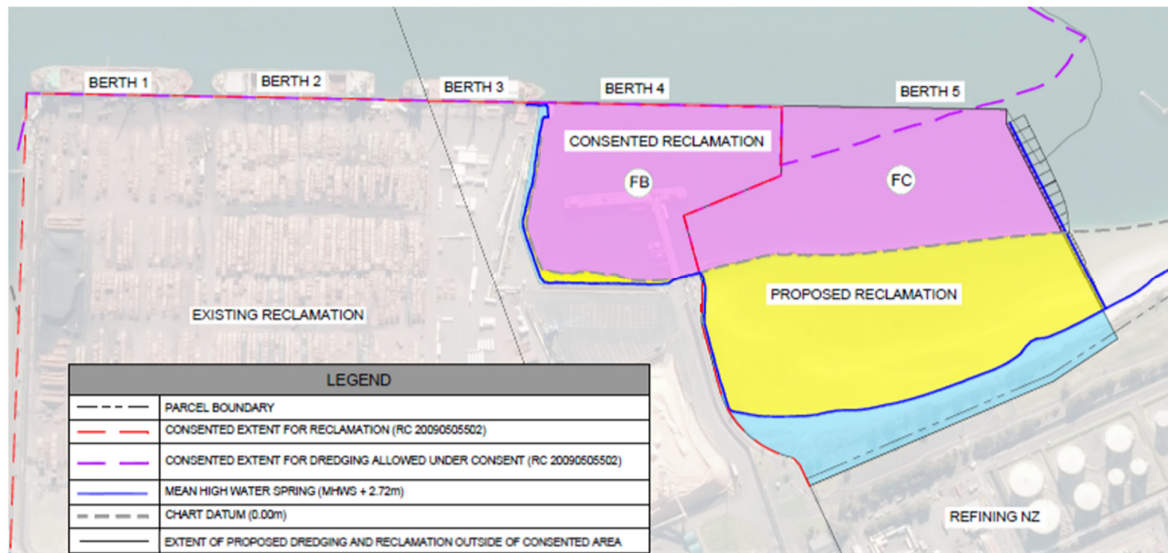 BERTH 1
BERTH 2
BERTH 3
BERTH 4
BERTH 5
CONSENTED RECLAMATION
FB
FC
PROPOSED RECLAMATION
EXISTING RECLAMATION
REFINING NZ
LEGEND
PARCEL BOUNDARY
CONSENTED EXTENT FOR RECLAMATION (RC 20090505502)
CONSENTED EXTENT FOR DREDGING ALLOWED UNDER CONSENT (RC 20090505502)
MEAN HIGH WATER SPRING (MHWS + 2.72m)
CHART DATUM (0.00m)
EXTENT OF PROPOSED DREDGING AND RECLAMATION OUTSIDE OF CONSENTED AREA